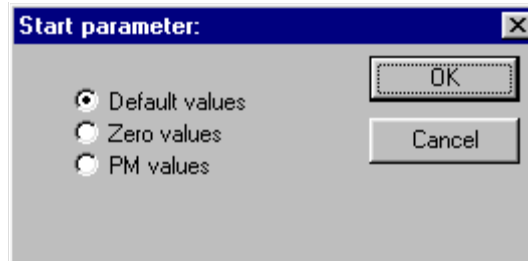 Start parameter:
OK
Default values
Zero values
Cancel
PM values